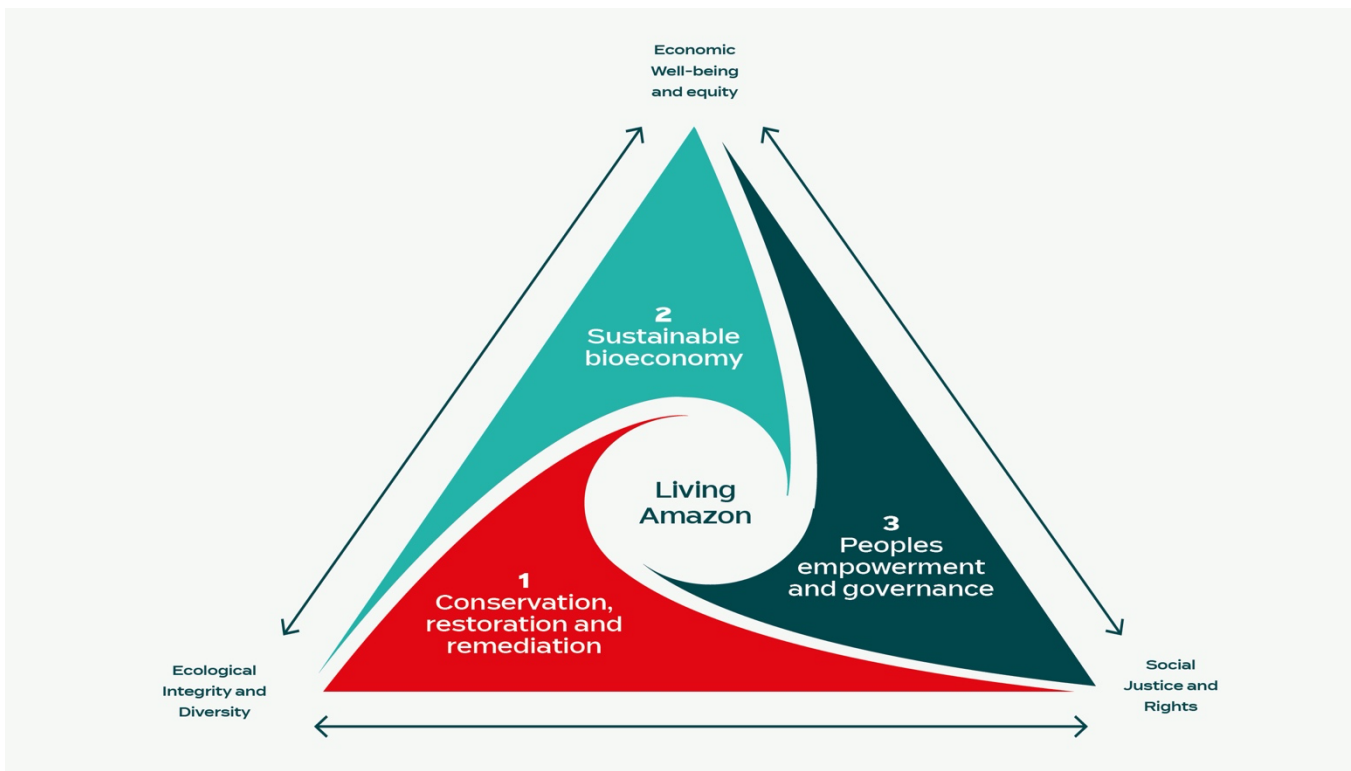 Economic
Well-being
and equity
2
Sustainable
bioeconomy
Living
Amazon
3
Peoples
empowerment
and governance
1
Conservation,
restoration and
remediation
Ecological
Integrity and
Diversity
Social
Justice and
Rights